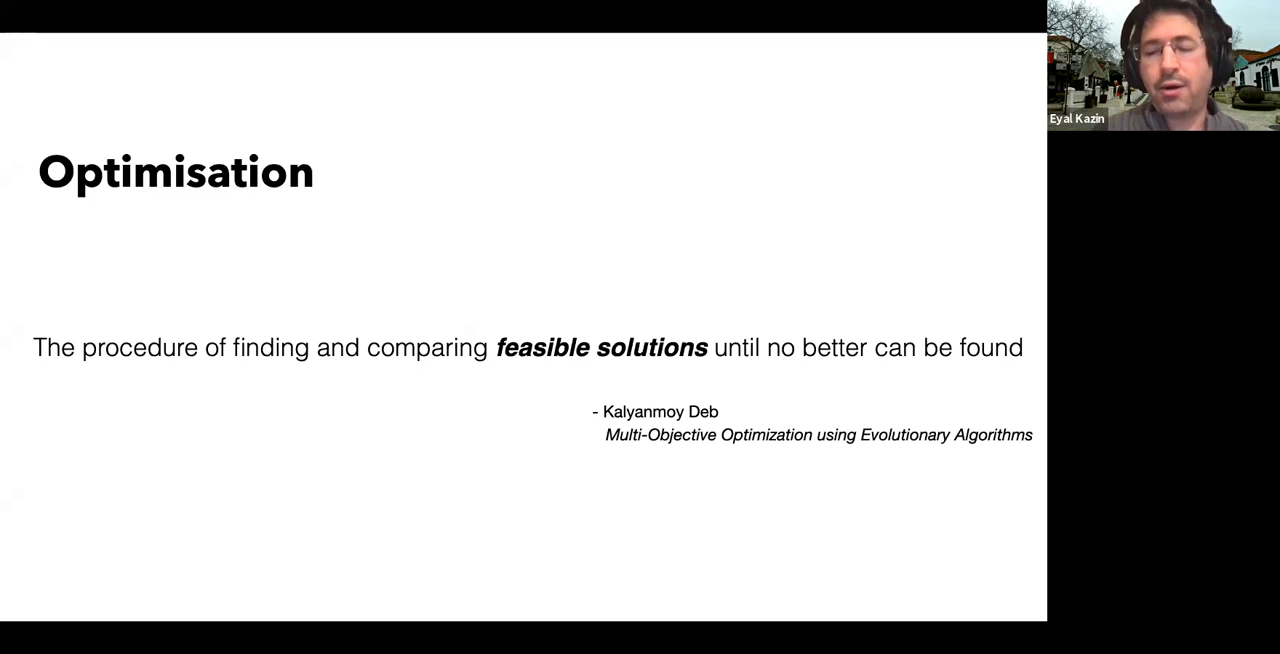 Eyal Kazin
Optimisation
The procedure of finding and comparing feasible solutions until no better can be found
- Kalyanmoy Deb
Multi-Objective Optimization using Evolutionary Algorithms